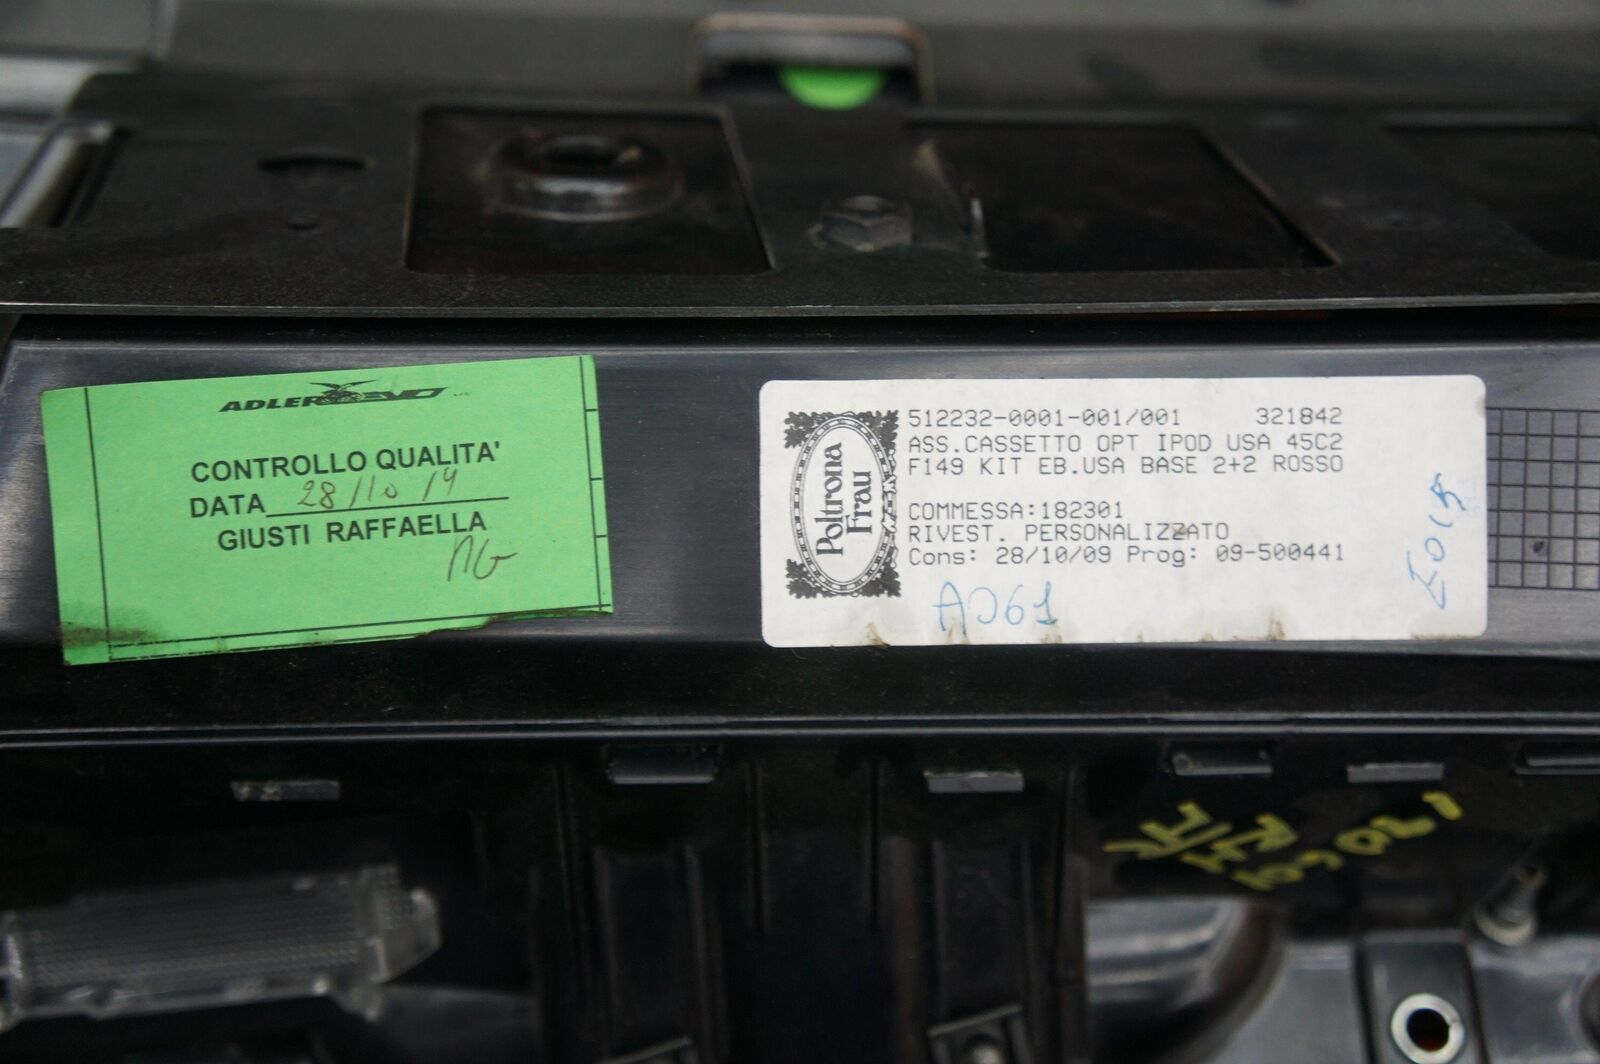 ADLER EVO
CONTROLLO QUALITA'
DATA 28/10/
GIUSTI RAFFAELLA
Poltrona
Frau
512232-0001-001/001 321842
ASS.CASSETTO OPT IPOD USA 45C2
F149 KIT EB.USA BASE 2+2 ROSSO
COMMESSA:182301
RIVEST. PERSONALIZZATO
Cons: 28/10/09 Prog: 09-500441
A061